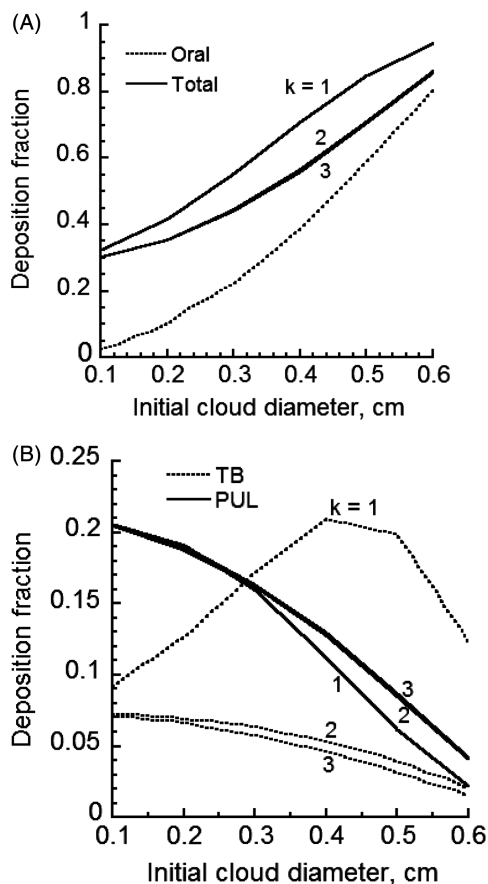 (A)
1
Oral
Total
k = 1
0.8
2
0.6
3
0.4
0.2
0
Deposition fraction
0.1 0.2 0.3 0.4 0.5 0.6
Initial cloud diameter, cm
(B)
0.25
TB
PUL
k = 1
0.2
0.15
1
3
0.1
2
2
0.05
3
0
Deposition fraction
0.1 0.2 0.3 0.4 0.5 0.6
Initial cloud diameter, cm